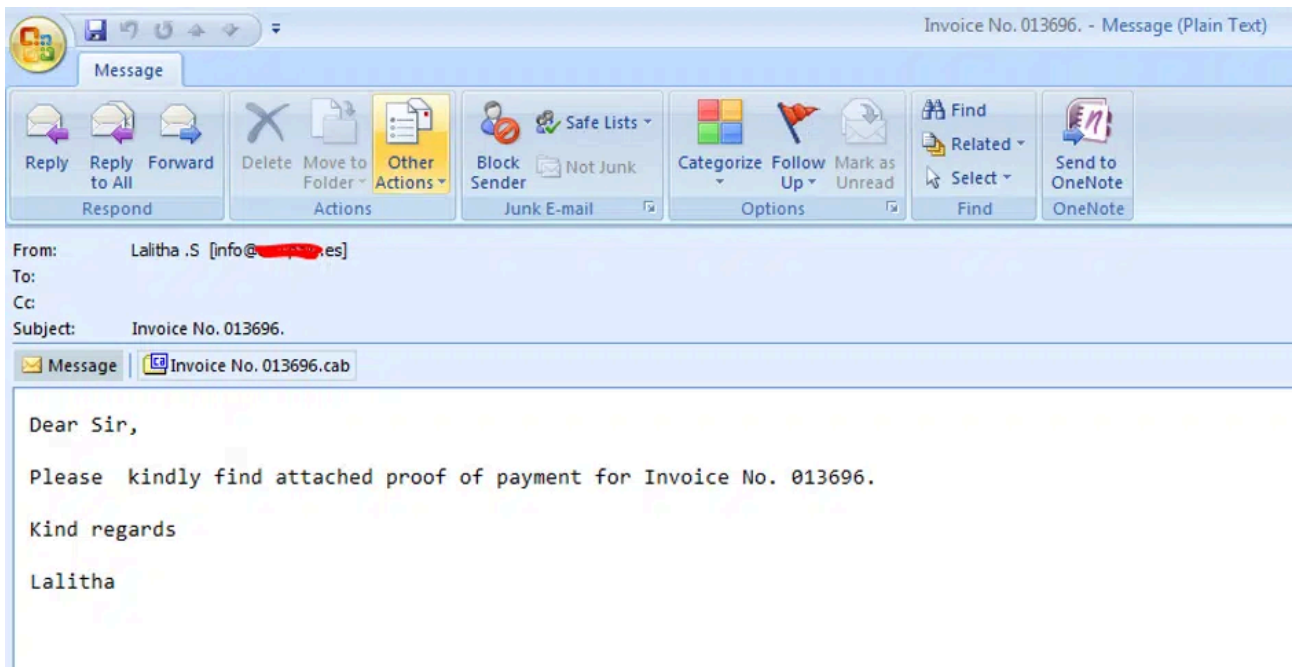 Invoice No. 013696. - Message (Plain Text)
Message
Reply
Reply to All
Forward
Respond
Delete
Move to Folder
Other Actions
Actions
Block Sender
Safe Lists
Not Junk
Junk E-mail
Categorize
Follow Up
Mark as Unread
Options
Find
Related
Select
Find
Send to OneNote
OneNote
From: Lalitha .S [info@ .es]
To:
Cc:
Subject: Invoice No. 013696.
Message Invoice No. 013696.cab
Dear Sir,
Please  kindly find attached proof of payment for Invoice No. 013696.
Kind regards
Lalitha